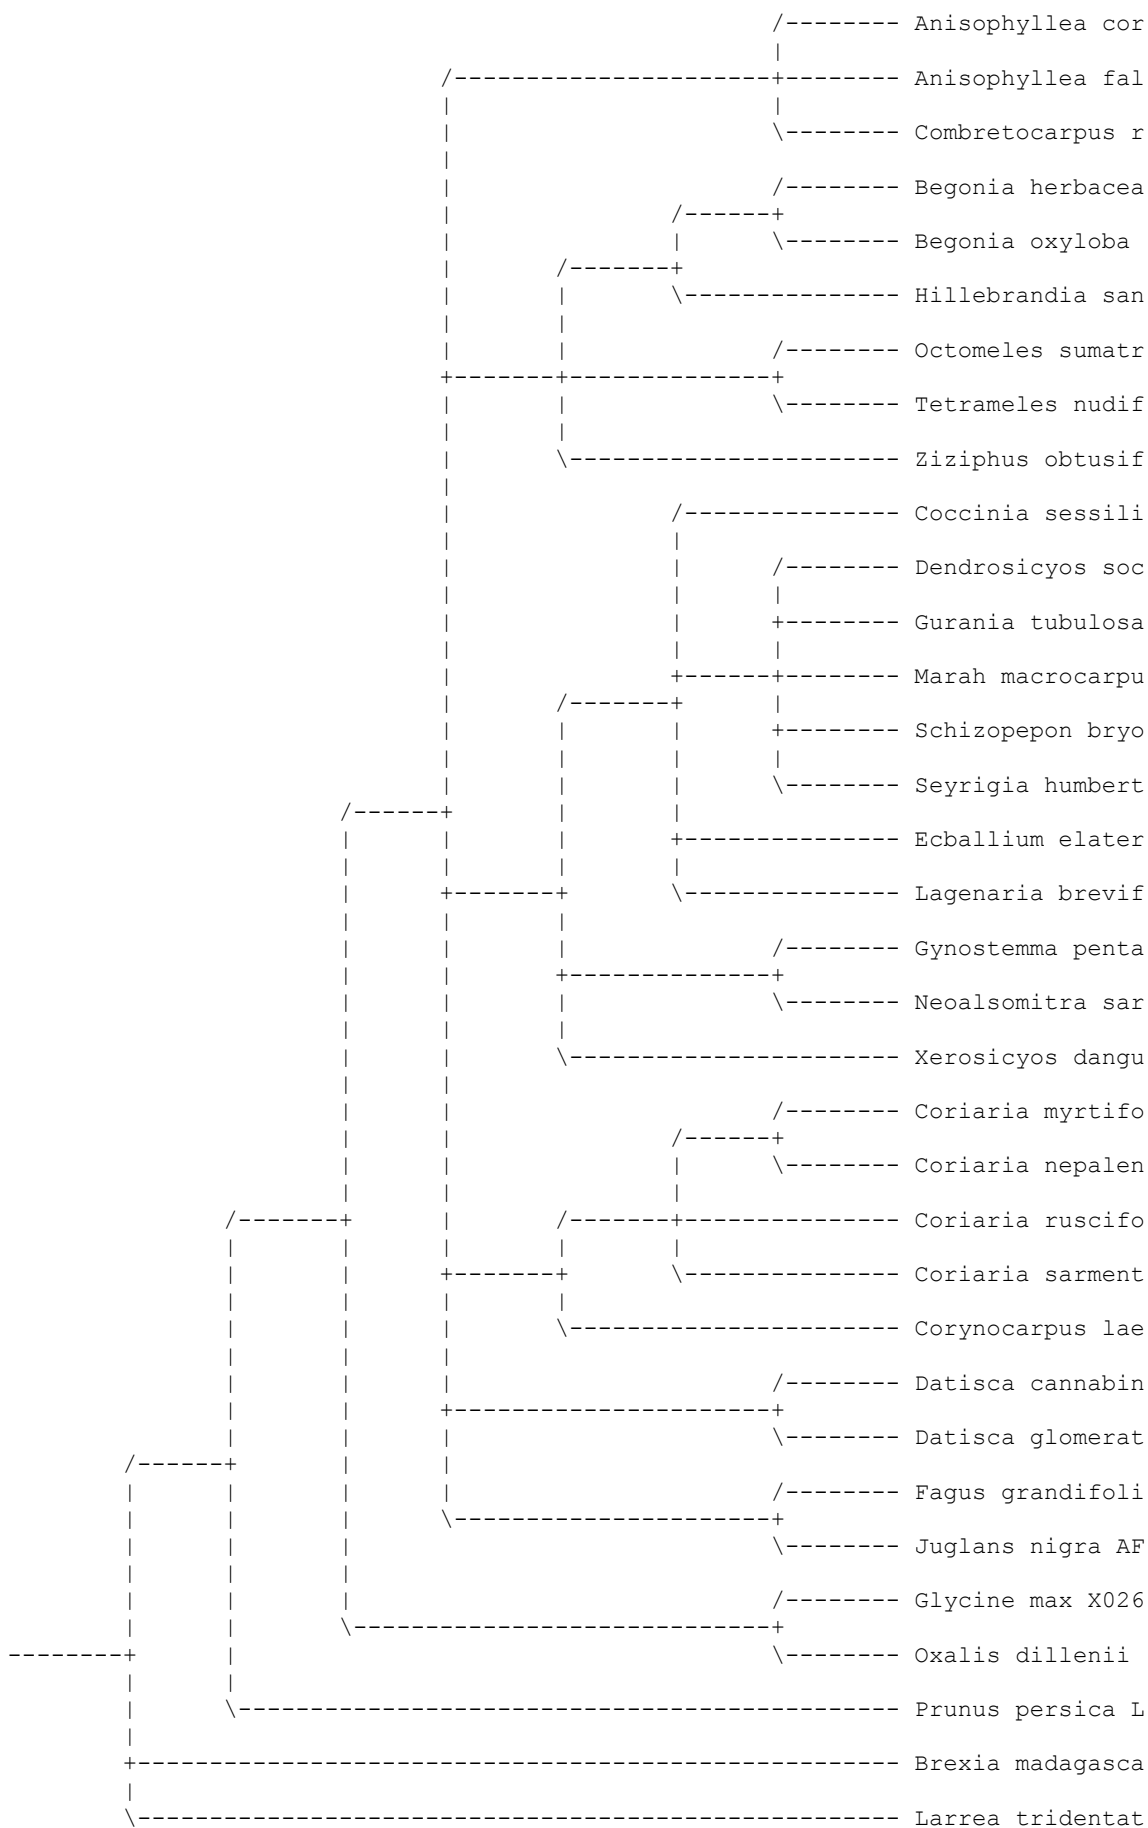 Anisophyllea cor
Anisophyllea fal
Combretocarpus r
Begonia herbacea
Begonia oxyloba
Hillebrandia san
Octomeles sumatr
Tetrameles nudif
Ziziphus obtusif
Coccinia sessili
Dendrosicyos soc
Gurania tubulosa
Marah macrocarpu
Schizopepon bryo
Seyrigia humbert
Ecballium elater
Lagenaria brevif
Gynostemma penta
Neoalsomitra sar
Xerosicyos dangu
Coriaria myrtifo
Coriaria nepalen
Coriaria ruscifo
Coriaria sarment
Corynocarpus lae
Datisca cannabin
Datisca glomerat
Fagus grandifoli
Juglans nigra AF
Glycine max X026
Oxalis dillenii
Prunus persica L
Brexia madagasca
Larrea tridentat